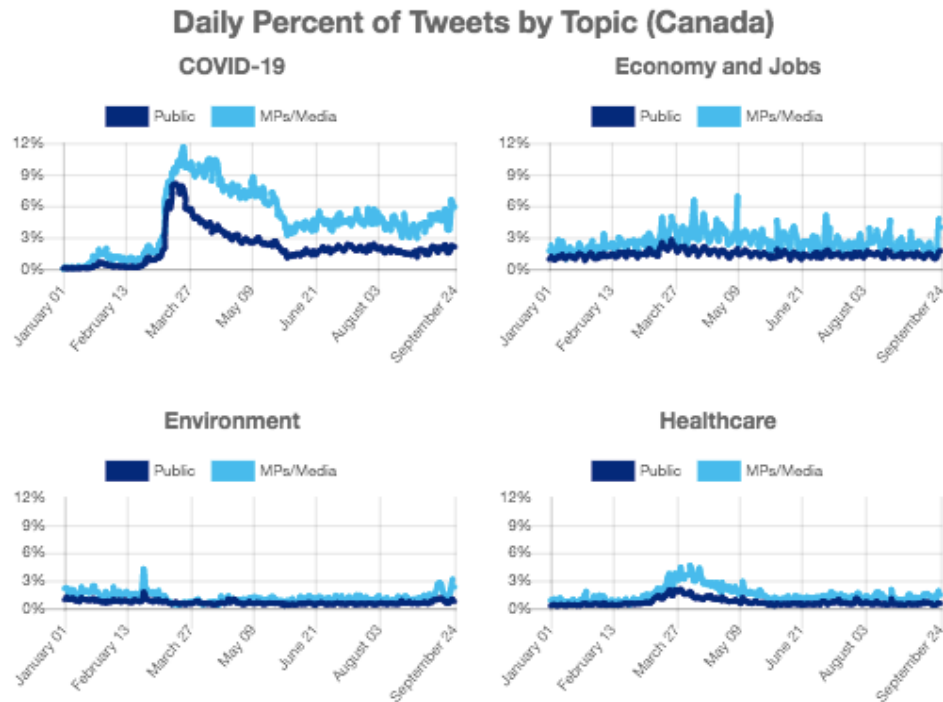 Daily Percent of Tweets by Topic (Canada)
COVID-19
Public MPs/Media
12%
9%
6%
3%
0%
January 01
February 13
March 27
May 09
June 21
August 03
September 24
Economy and Jobs
Public MPs/Media
12%
9%
6%
3%
0%
January 01
February 13
March 27
May 09
June 21
August 03
September 24
Environment
Public MPs/Media
12%
9%
6%
3%
0%
January 01
February 13
March 27
May 09
June 21
August 03
September 24
Healthcare
Public MPs/Media
12%
9%
6%
3%
0%
January 01
February 13
March 27
May 09
June 21
August 03
September 24